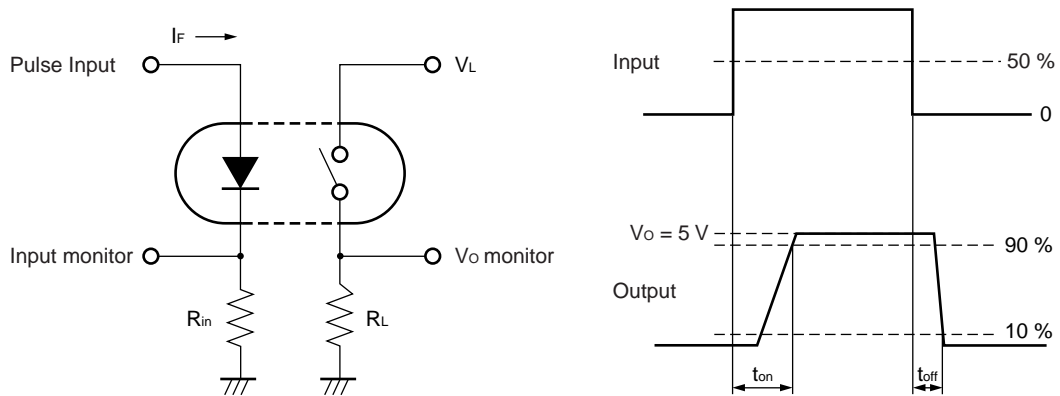 IF
Pulse Input
VL
Input monitor
VO monitor
Rin
RL
Input
50 %
0
VO = 5 V
90 %
Output
10 %
ton
toff